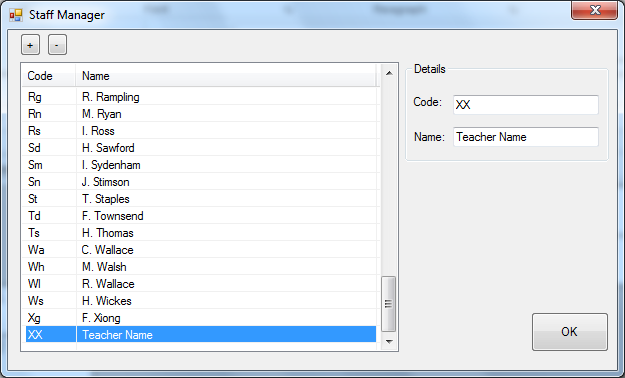 Staff Manager
+ -
Code Name
Rg R. Rampling
Rn M. Ryan
Rs I. Ross
Sd H. Sawford
Sm I. Sydenham
Sn J. Stimson
St T. Staples
Td F. Townsend
Ts H. Thomas
Wa C. Wallace
Wh M. Walsh
Wl R. Wallace
Ws H. Wickes
Xg F. Xiong
XX Teacher Name
Details
Code: XX
Name: Teacher Name
OK